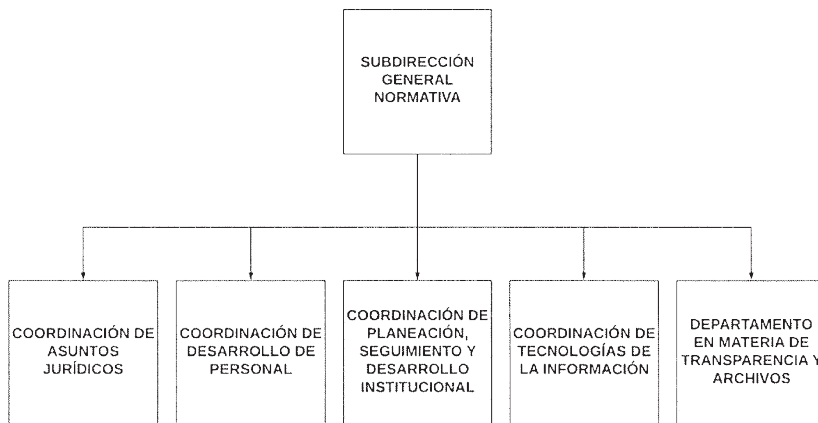 SUBDIRECCIÓN
GENERAL
NORMATIVA
COORDINACIÓN DE
ASUNTOS
JURÍDICOS
COORDINACIÓN DE
DESARROLLO DE
PERSONAL
COORDINACIÓN DE
PLANEACIÓN,
SEGUIMIENTO Y
DESARROLLO
INSTITUCIONAL
COORDINACIÓN DE
TECNOLOGÍAS DE
LA INFORMACIÓN
DEPARTAMENTO
EN MATERIA DE
TRANSPARENCIA Y
ARCHIVOS